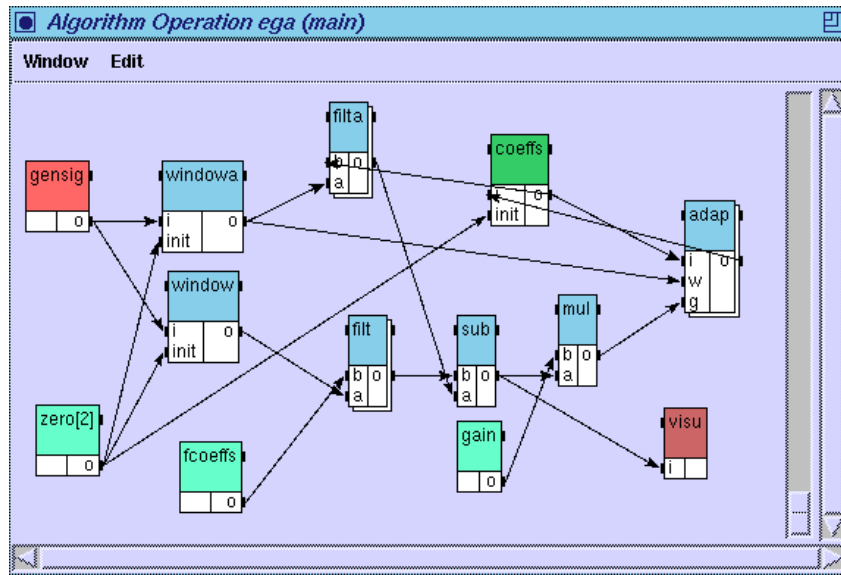 Algorithm Operation ega (main)
Window Edit
filta
b o
a
coeffs
i o
init
gensig
o
windowa
i o
init
adap
i o
w
g
window
i o
init
filt
b o
a
sub
b o
a
mul
b o
a
zero[2]
o
fcoeffs
o
gain
o
visu
i